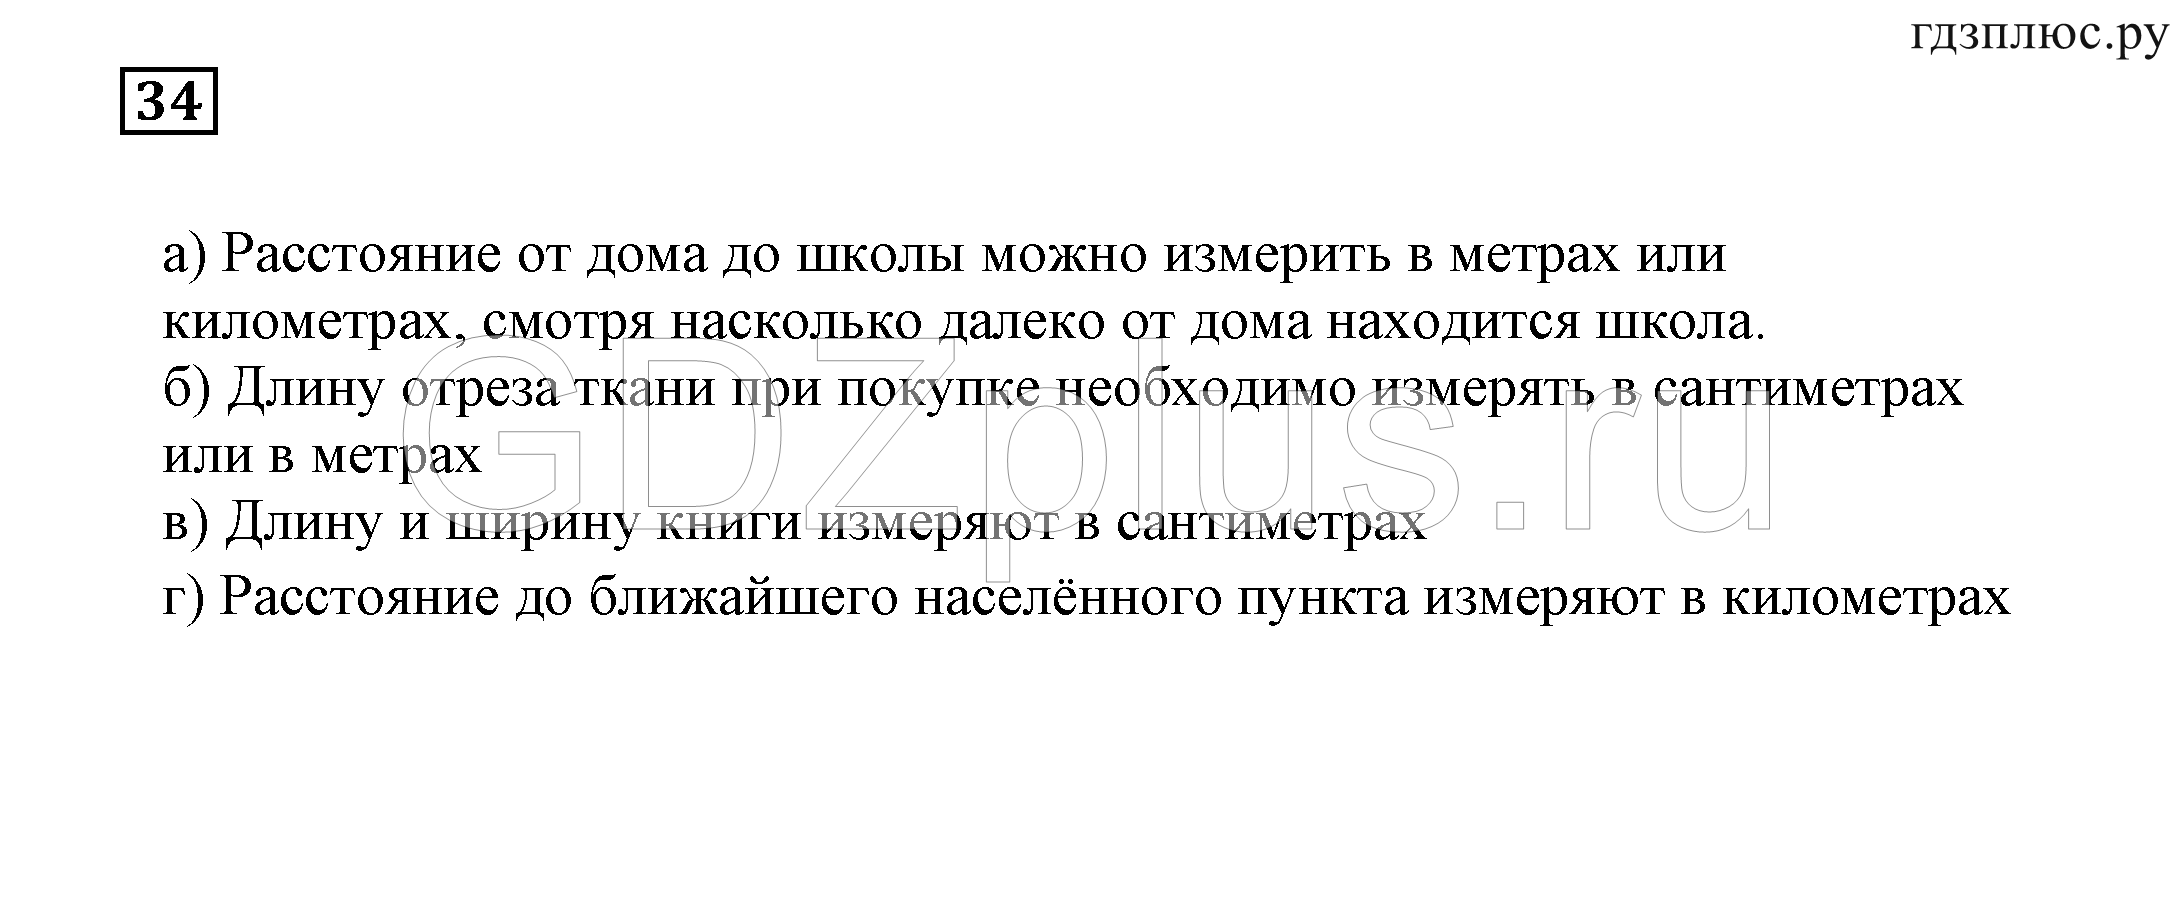 гдзплюс.ру
34
а) Расстояние от дома до школы можно измерить в метрах или
километрах, смотря насколько далеко от дома находится школа.
б) Длину отреза ткани при покупке необходимо измерять в сантиметрах
или в метрах
в) Длину и ширину книги измеряют в сантиметрах
г) Расстояние до ближайшего населённого пункта измеряют в километрах
GDZplus.ru